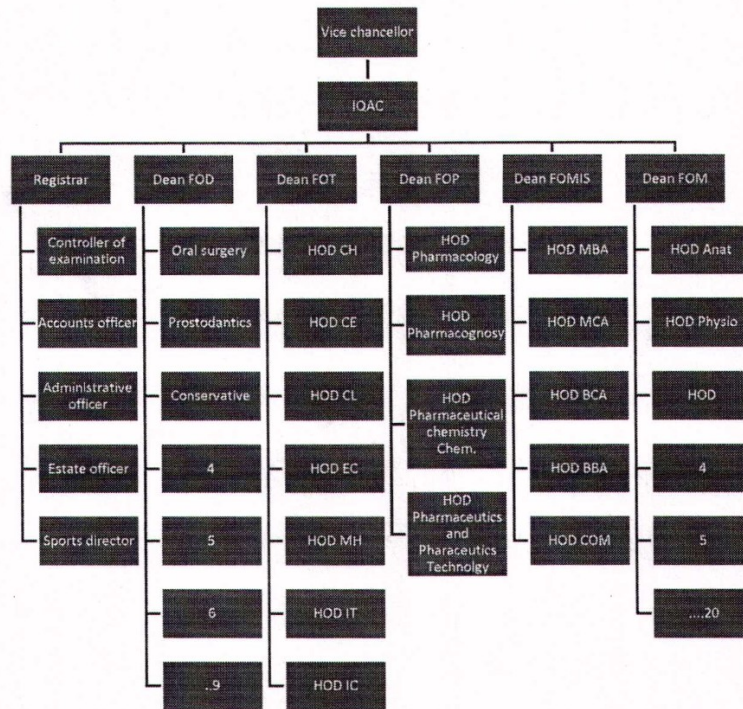 Vice chancellor
IQAC
Registrar
Controller of
examination
Accounts officer
Administrative
officer
Estate officer
Sports director
Dean FOD
Oral surgery
Prostodantics
Conservative
4
5
6
..9
Dean FOT
HOD CH
HOD CE
HOD CL
HOD EC
HOD MH
HOD IT
HOD IC
Dean FOP
HOD
Pharmacology
HOD
Pharmacognosy
HOD
Pharmaceutical
chemistry
Chem.
HOD
Pharmaceutics
and
Pharaceutics
Technolgy
Dean FOMIS
HOD MBA
HOD MCA
HOD BCA
HOD BBA
HOD COM
Dean FOM
HOD Anat
HOD Physio
HOD
4
5
....20